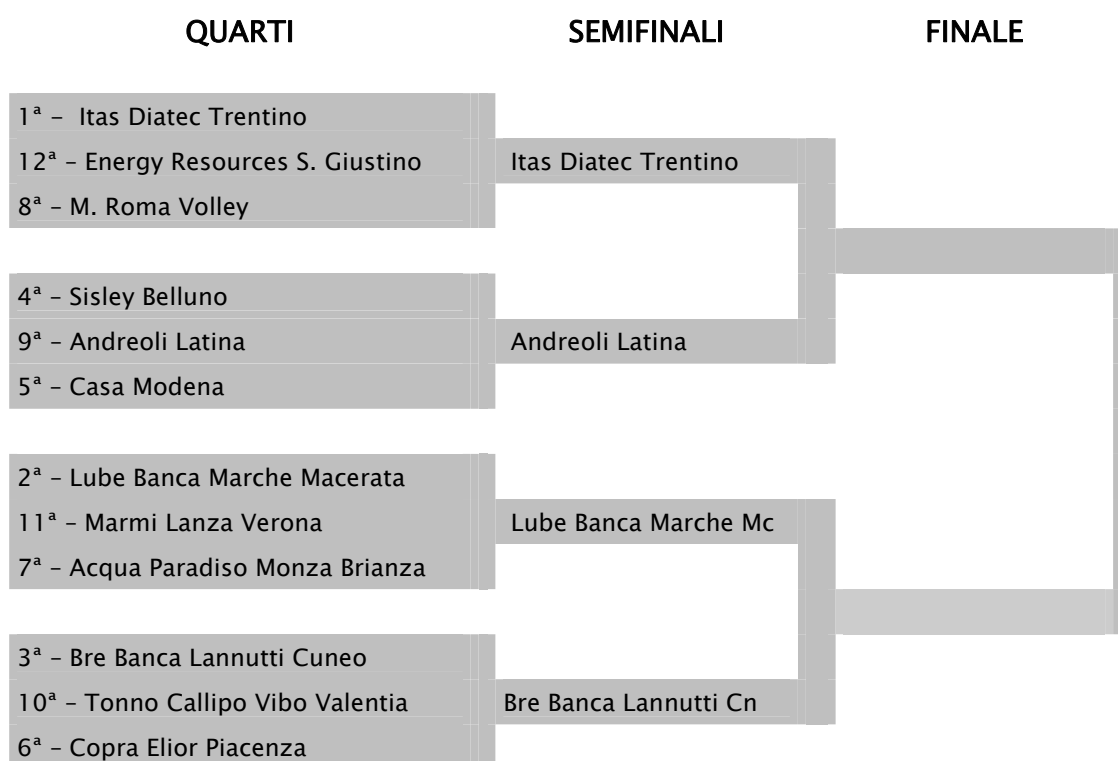 QUARTI SEMIFINALI FINALE
1ª – Itas Diatec Trentino
12ª – Energy Resources S. Giustino Itas Diatec Trentino
8ª – M. Roma Volley
4ª – Sisley Belluno
9ª – Andreoli Latina Andreoli Latina
5ª – Casa Modena
2ª – Lube Banca Marche Macerata
11ª – Marmi Lanza Verona Lube Banca Marche Mc
7ª – Acqua Paradiso Monza Brianza
3ª – Bre Banca Lannutti Cuneo
10ª – Tonno Callipo Vibo Valentia Bre Banca Lannutti Cn
6ª – Copra Elior Piacenza